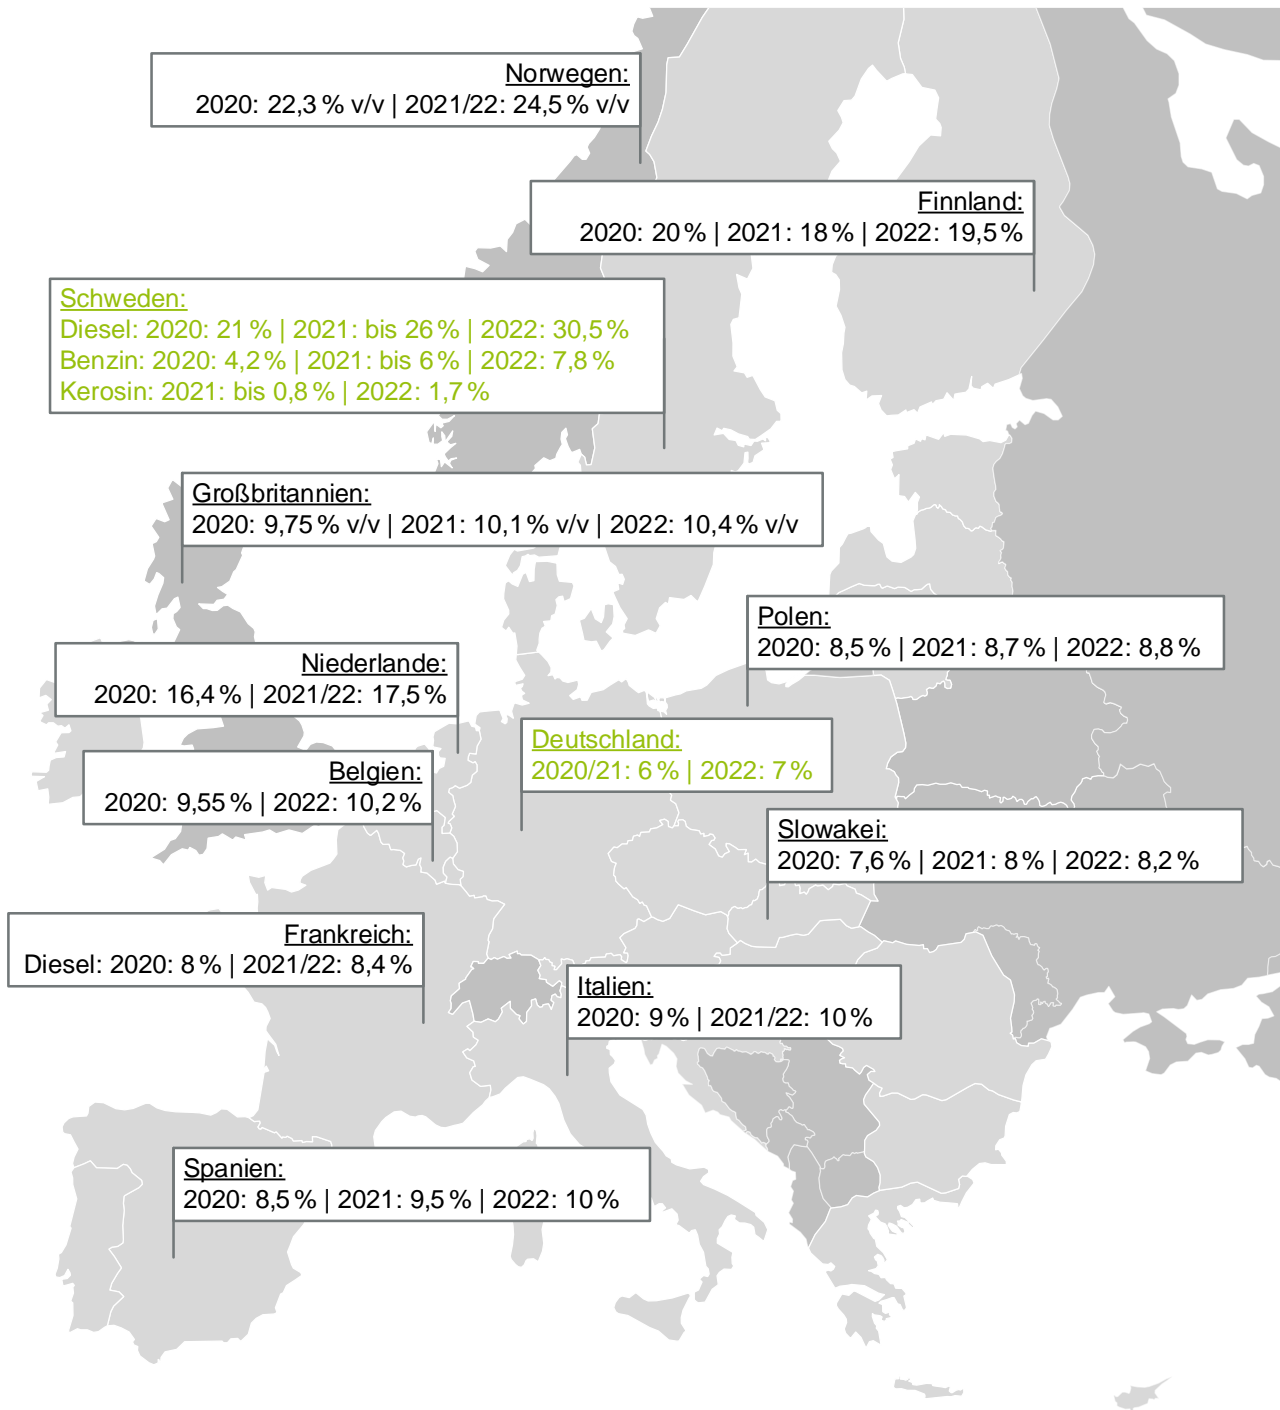 Norwegen:
2020: 22,3 % v/v | 2021/22: 24,5 % v/v
Finnland:
2020: 20 % | 2021: 18 % | 2022: 19,5 %
Schweden:
Diesel: 2020: 21 % | 2021: bis 26 % | 2022: 30,5 %
Benzin: 2020: 4,2 % | 2021: bis 6 % | 2022: 7,8 %
Kerosin: 2021: bis 0,8 % | 2022: 1,7 %
Großbritannien:
2020: 9,75 % v/v | 2021: 10,1 % v/v | 2022: 10,4 % v/v
Polen:
2020: 8,5 % | 2021: 8,7 % | 2022: 8,8 %
Niederlande:
2020: 16,4 % | 2021/22: 17,5 %
Deutschland:
2020/21: 6 % | 2022: 7 %
Belgien:
2020: 9,55 % | 2022: 10,2 %
Slowakei:
2020: 7,6 % | 2021: 8 % | 2022: 8,2 %
Frankreich:
Diesel: 2020: 8 % | 2021/22: 8,4 %
Italien:
2020: 9 % | 2021/22: 10 %
Spanien:
2020: 8,5 % | 2021: 9,5 % | 2022: 10 %